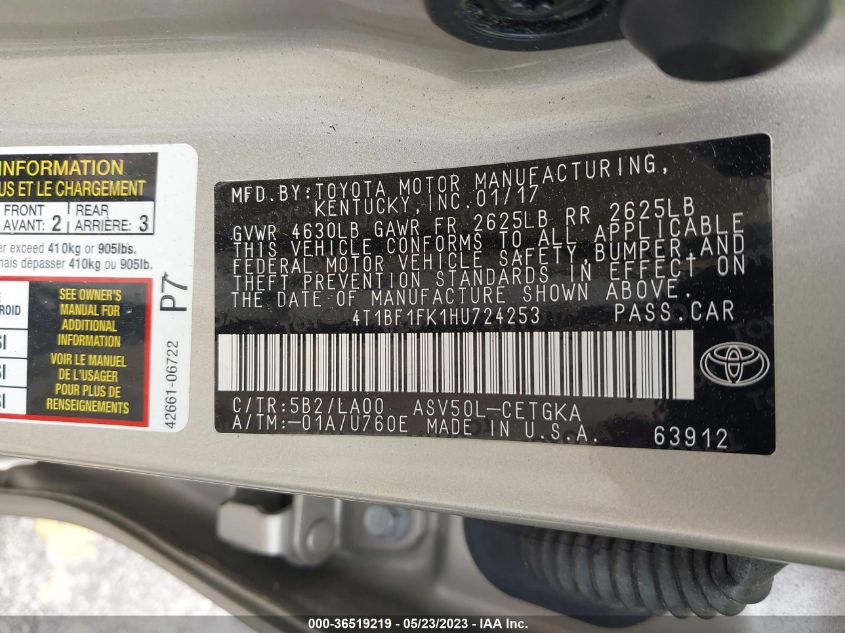 INFORMATION
US ET LE CHARGEMENT
FRONT
AVANT: 2
REAR
ARRIÈRE: 3
er exceed 410kg or 905lbs.
mais dépasser 410kg ou 905lb.
SEE OWNER'S
MANUAL FOR
ADDITIONAL
INFORMATION
VOIR LE MANUEL
DE L'USAGER
POUR PLUS DE
RENSEIGNEMENTS
P7
42661-06722
MFD.BY:TOYOTA MOTOR MANUFACTURING,
KENTUCKY, INC.01/17
GVWR 4630LB GAWR FR 2625LB RR 2625LB
THIS VEHICLE CONFORMS TO ALL APPLICABLE
FEDERAL MOTOR VEHICLE SAFETY,BUMPER,AND
THEFT PREVENTION STANDARDS IN EFFECT ON
THE DATE OF MANUFACTURE SHOWN ABOVE.
4T1BF1FK1HU724253 PASS.CAR
C/TR:5B2/LA00 ASV50L-CETGKA
A/TM:-01A/U760E MADE IN U.S.A. 63912
000-36519219 - 05/23/2023 - IAA Inc.